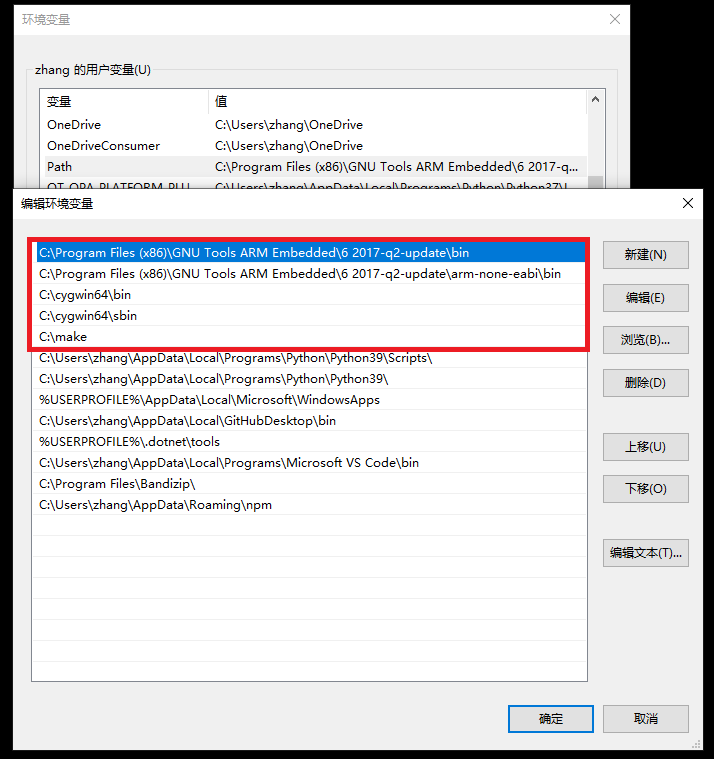 环境变量
zhang 的用户变量(U)
变量 值
OneDrive C:\Users\zhang\OneDrive
OneDriveConsumer C:\Users\zhang\OneDrive
Path C:\Program Files (x86)\GNU Tools ARM Embedded\6 2017-q...
QT_QPA_PLATFORM_PLU... C:\Users\zhang\AppData\Local\Programs\Python\Python37\
编辑环境变量
C:\Program Files (x86)\GNU Tools ARM Embedded\6 2017-q2-update\bin
C:\Program Files (x86)\GNU Tools ARM Embedded\6 2017-q2-update\arm-none-eabi\bin
C:\cygwin64\bin
C:\cygwin64\sbin
C:\make
C:\Users\zhang\AppData\Local\Programs\Python\Python39\Scripts\
C:\Users\zhang\AppData\Local\Programs\Python\Python39\
%USERPROFILE%\AppData\Local\Microsoft\WindowsApps
C:\Users\zhang\AppData\Local\GitHubDesktop\bin
%USERPROFILE%\.dotnet\tools
C:\Users\zhang\AppData\Local\Programs\Microsoft VS Code\bin
C:\Program Files\Bandizip\
C:\Users\zhang\AppData\Roaming\npm
新建(N)
编辑(E)
浏览(B)...
删除(D)
上移(U)
下移(O)
编辑文本(T)...
确定 取消